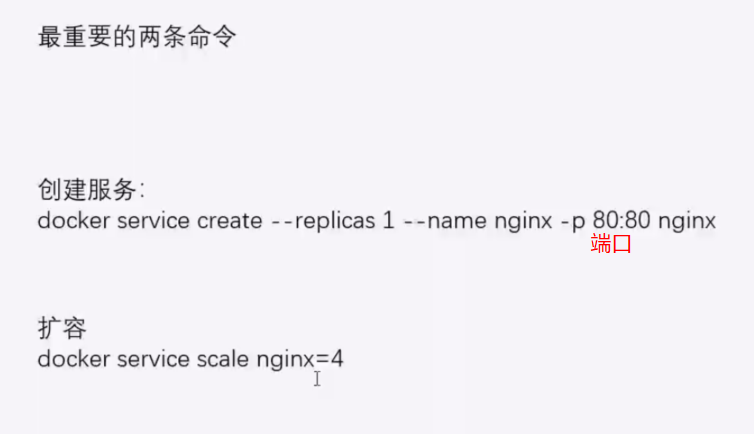 最重要的两条命令
创建服务：
docker service create --replicas 1 --name nginx -p 80:80 nginx
端口
扩容
docker service scale nginx=4